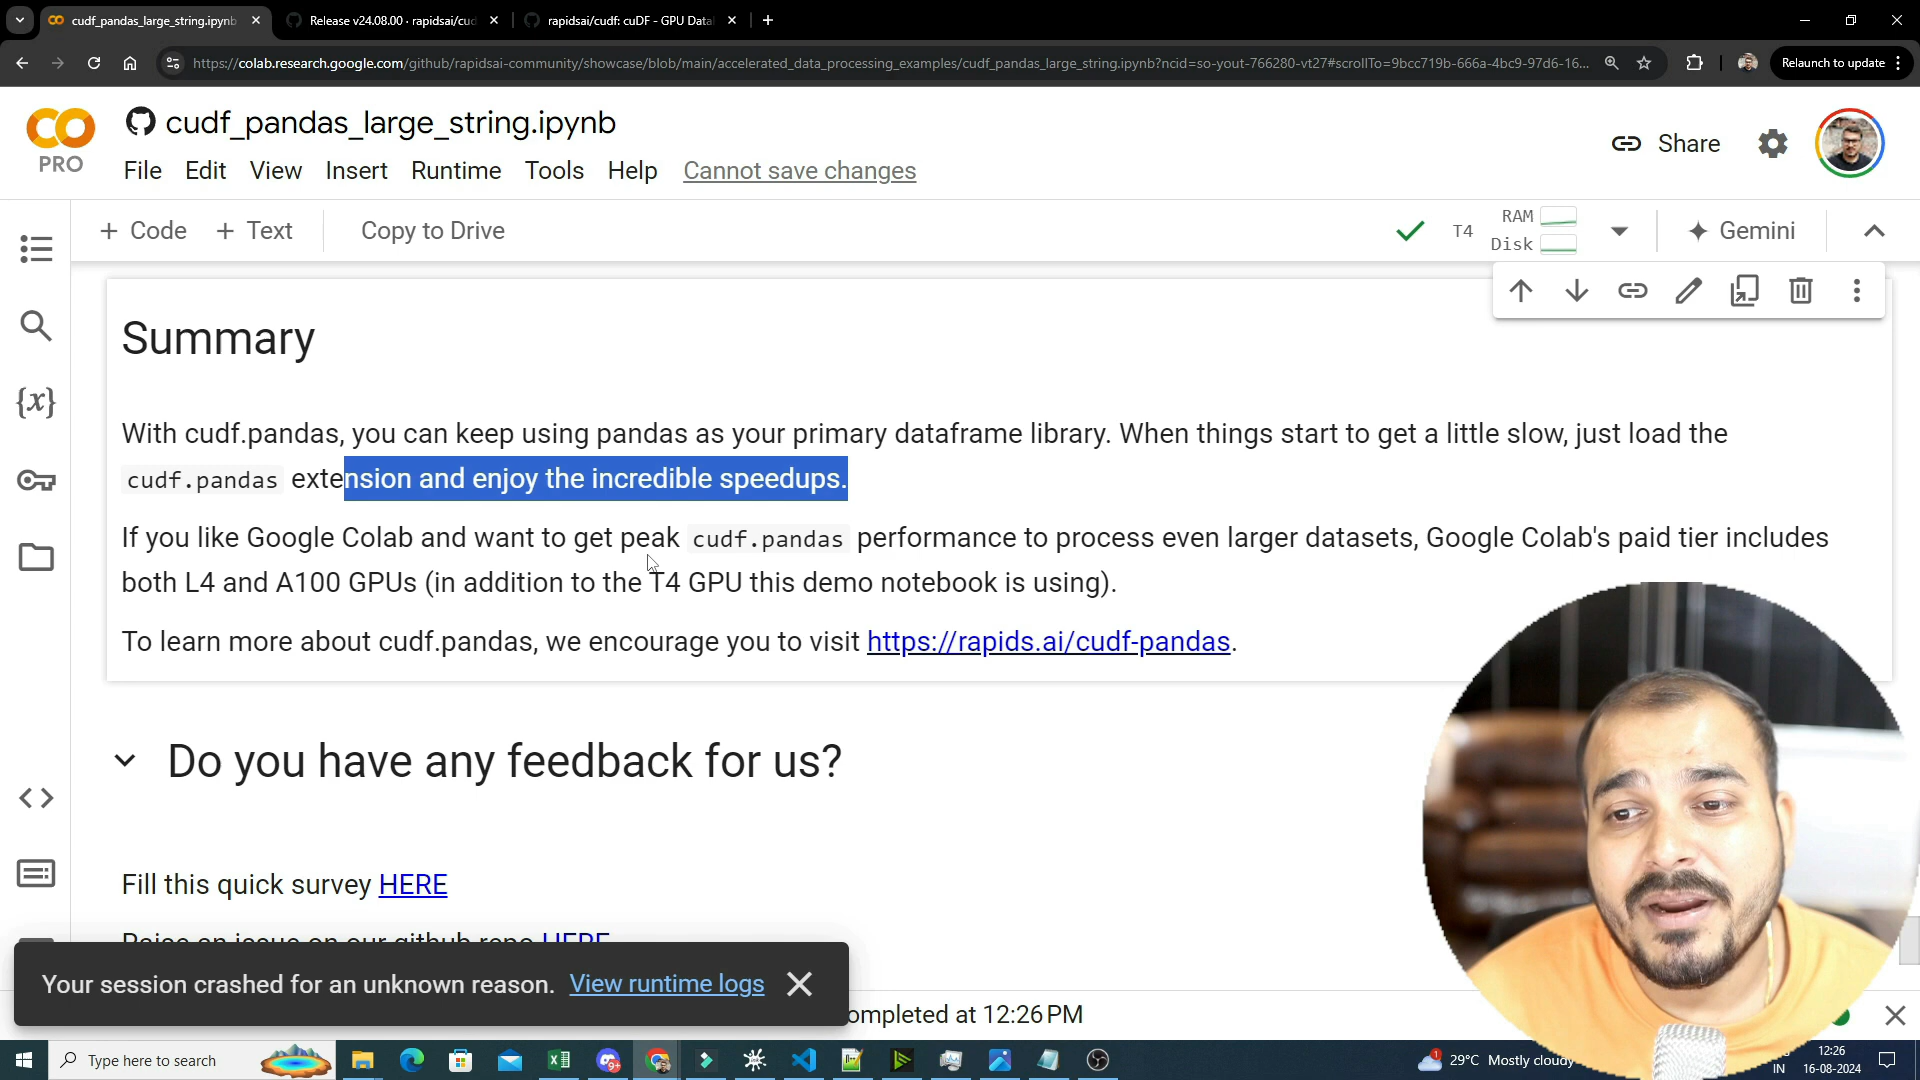 cudf_pandas_large_string.ipynb
Release v24.08.00 · rapidsai/cud
rapidsai/cudf: cuDF - GPU Data
https://colab.research.google.com/github/rapidsai-community/showcase/blob/main/accelerated_data_processing_examples/cudf_pandas_large_string.ipynb?ncid=so-yout-766280-vt27#scrollTo=9bcc719b-666a-4bc9-97d6-16...
Relaunch to update
PRO
cudf_pandas_large_string.ipynb
File Edit View Insert Runtime Tools Help Cannot save changes
Share
+ Code + Text Copy to Drive
T4 RAM Disk
Gemini
Summary
With cudf.pandas, you can keep using pandas as your primary dataframe library. When things start to get a little slow, just load the
cudf.pandas extension and enjoy the incredible speedups.
If you like Google Colab and want to get peak cudf.pandas performance to process even larger datasets, Google Colab's paid tier includes
both L4 and A100 GPUs (in addition to the T4 GPU this demo notebook is using).
To learn more about cudf.pandas, we encourage you to visit https://rapids.ai/cudf-pandas.
Do you have any feedback for us?
Fill this quick survey HERE
Raise an issue on our github repo HERE
Your session crashed for an unknown reason. View runtime logs
ompleted at 12:26 PM
Type here to search
29°C Mostly cloudy
12:26
IN 16-08-2024